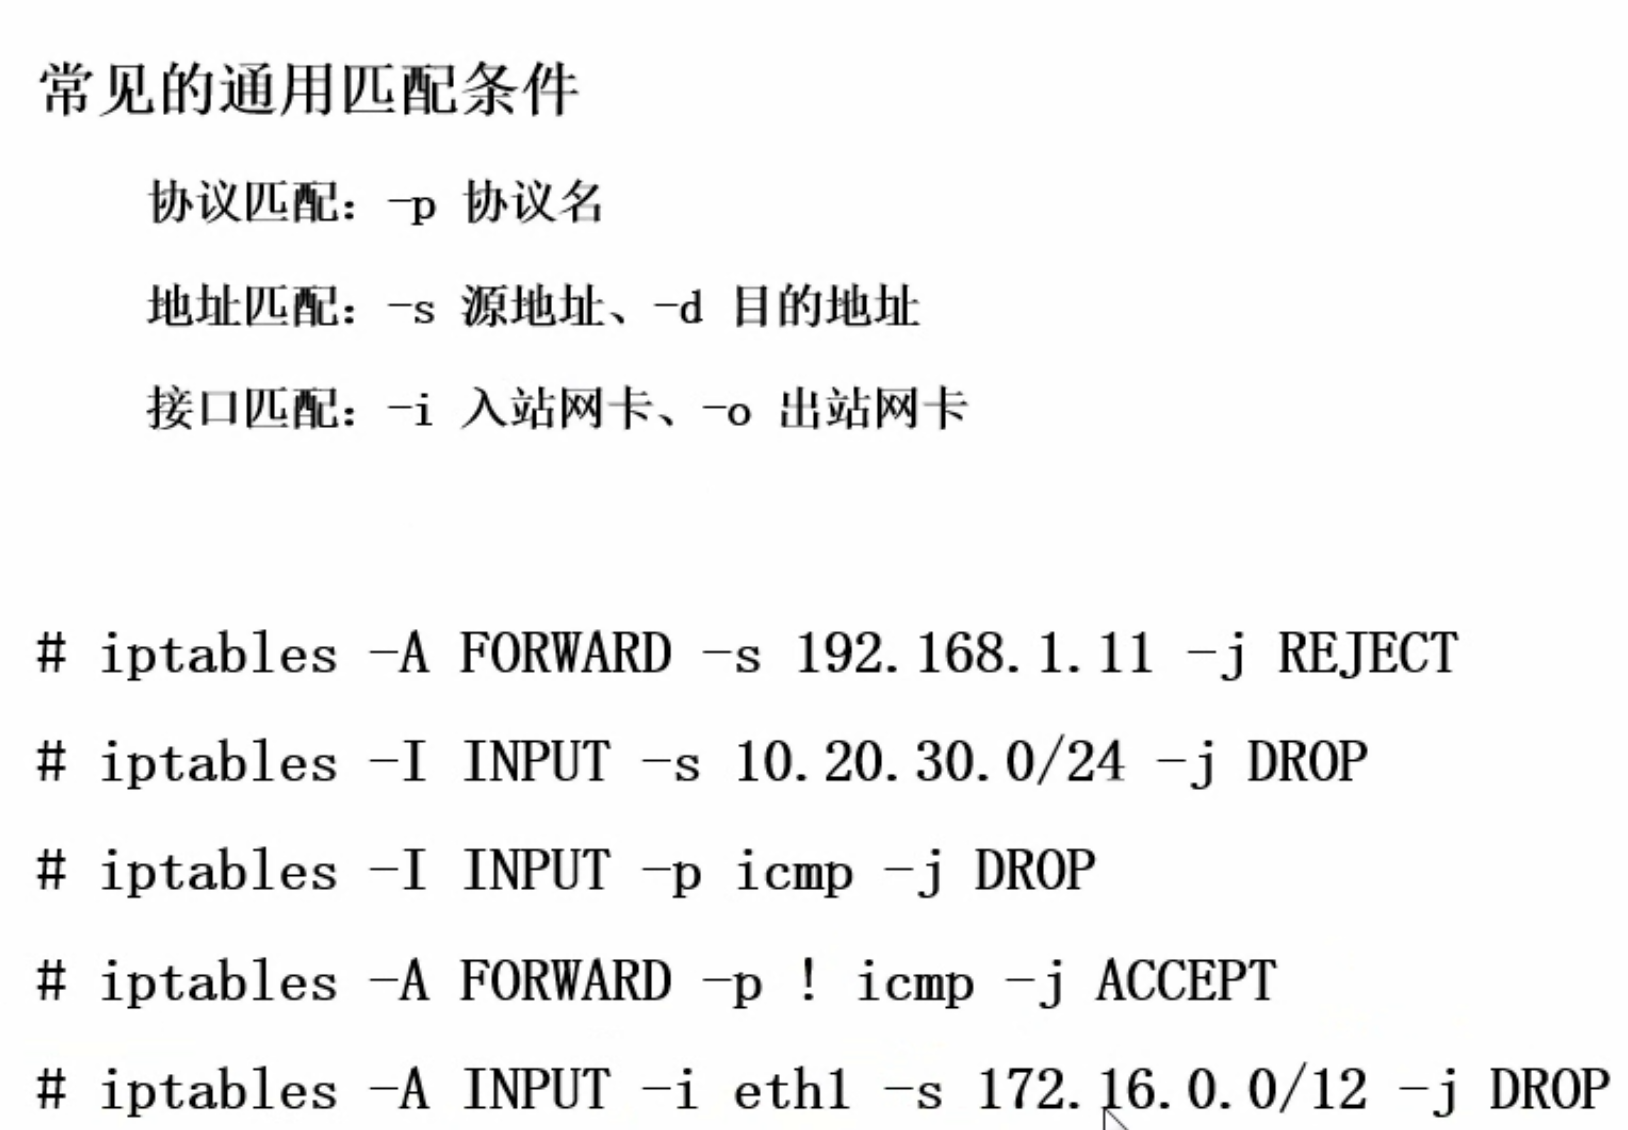 常见的通用匹配条件
协议匹配：-p 协议名
地址匹配：-s 源地址、-d 目的地址
接口匹配：-i 入站网卡、-o 出站网卡
# iptables -A FORWARD -s 192.168.1.11 -j REJECT
# iptables -I INPUT -s 10.20.30.0/24 -j DROP
# iptables -I INPUT -p icmp -j DROP
# iptables -A FORWARD -p ! icmp -j ACCEPT
# iptables -A INPUT -i eth1 -s 172.16.0.0/12 -j DROP